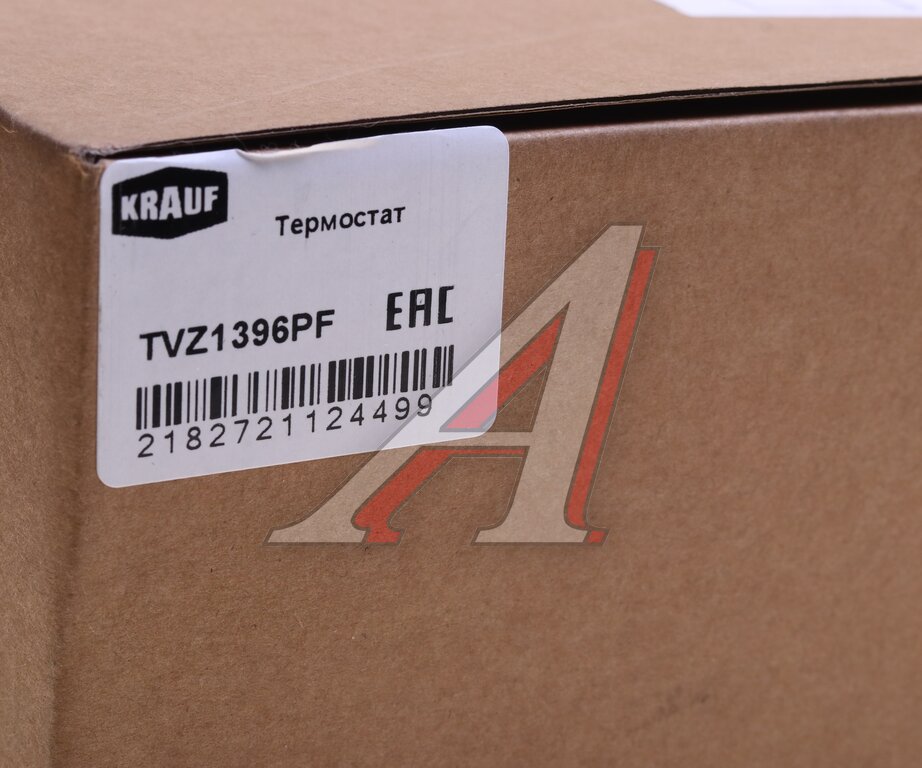 KRAUF
Термостат
TVZ1396PF
EAC
2182721124499